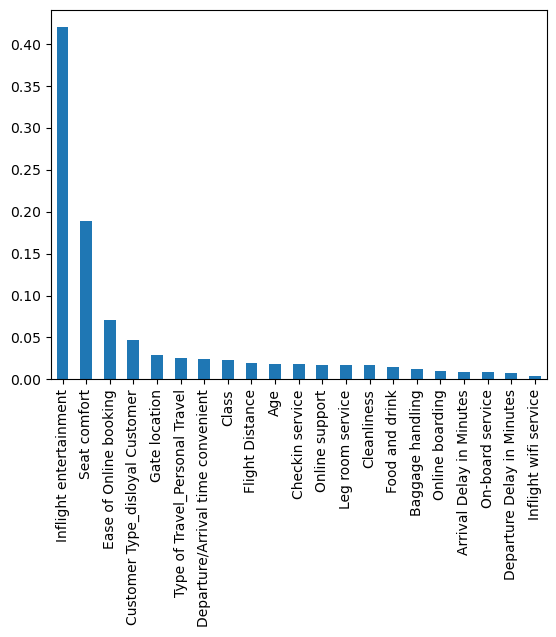 0.40
0.35
0.30
0.25
0.20
0.15
0.10
0.05
0.00
Inflight entertainment
Seat comfort
Ease of Online booking
Customer Type_disloyal Customer
Gate location
Type of Travel_Personal Travel
Departure/Arrival time convenient
Class
Flight Distance
Age
Checkin service
Online support
Leg room service
Cleanliness
Food and drink
Baggage handling
Online boarding
Arrival Delay in Minutes
On-board service
Departure Delay in Minutes
Inflight wifi service